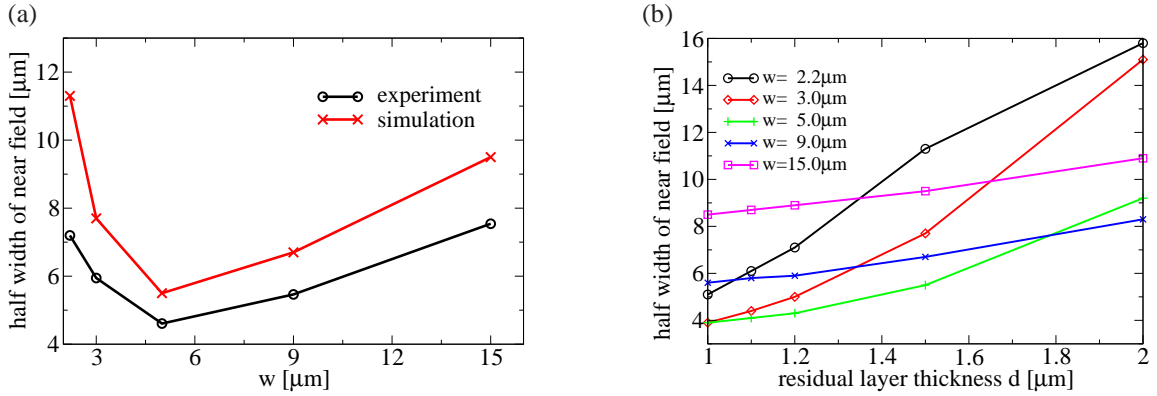 (a)
half width of near field [μm]
12
10
8
6
4
experiment
simulation
3
6
9
12
15
w [μm]
(b)
half width of near field [μm]
16
14
12
10
8
6
4
w= 2.2μm
w= 3.0μm
w= 5.0μm
w= 9.0μm
w=15.0μm
1
1.2
1.4
1.6
1.8
2
residual layer thickness d [μm]